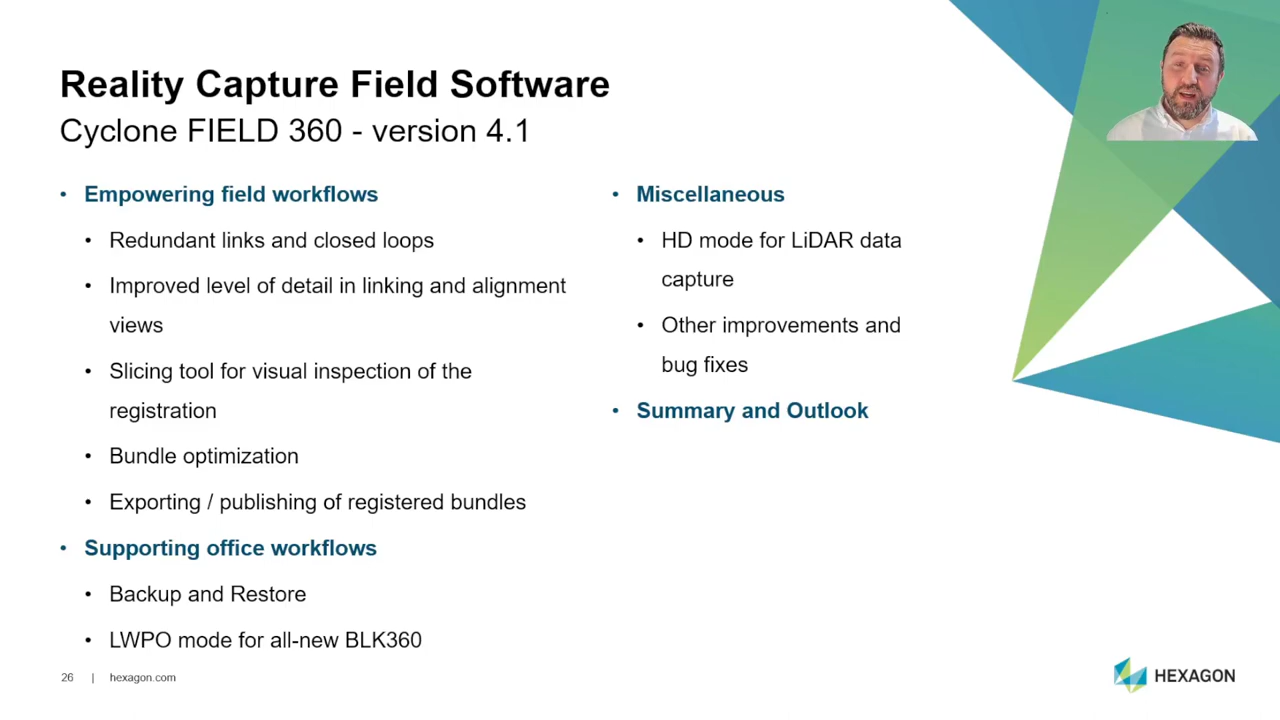 Reality Capture Field Software
Cyclone FIELD 360 - version 4.1
• Empowering field workflows
• Redundant links and closed loops
• Improved level of detail in linking and alignment
views
• Slicing tool for visual inspection of the
registration
• Bundle optimization
• Exporting / publishing of registered bundles
• Supporting office workflows
• Backup and Restore
• LWPO mode for all-new BLK360
• Miscellaneous
• HD mode for LiDAR data
capture
• Other improvements and
bug fixes
• Summary and Outlook
26 | hexagon.com
HEXAGON